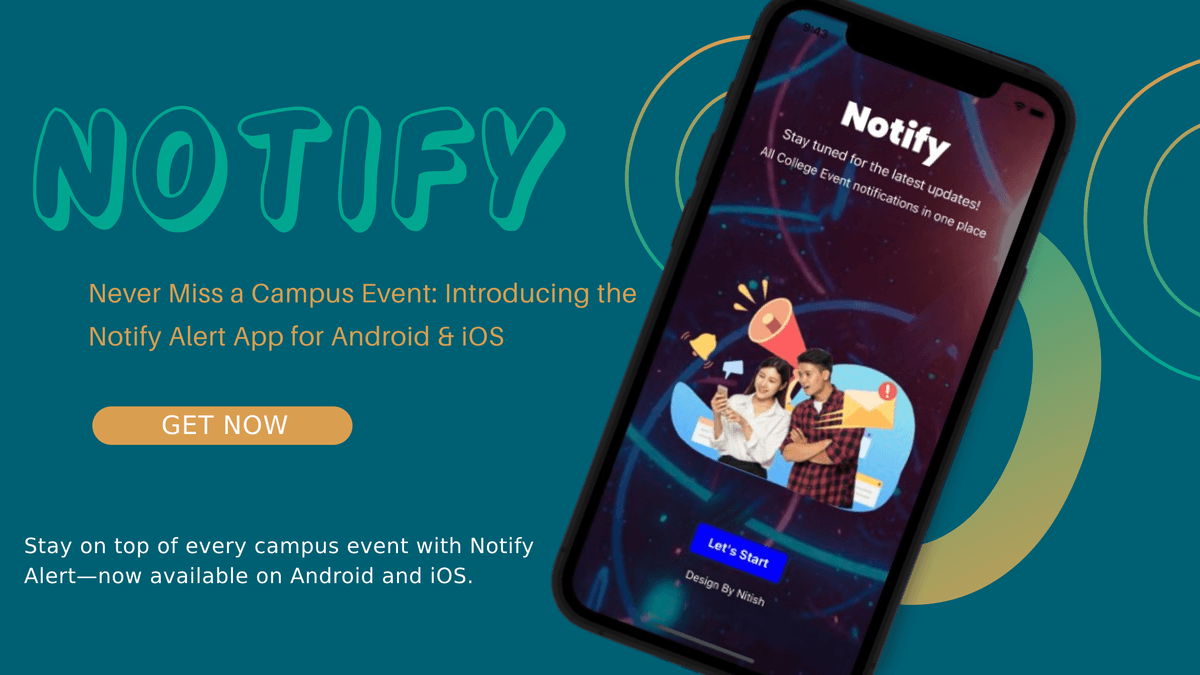 NOTIFY
Never Miss a Campus Event: Introducing the
Notify Alert App for Android & iOS
GET NOW
Stay on top of every campus event with Notify
Alert—now available on Android and iOS.
9:43
Notify
Stay tuned for the latest updates!
All College Event notifications in one place
Let's Start
Design By Nitish